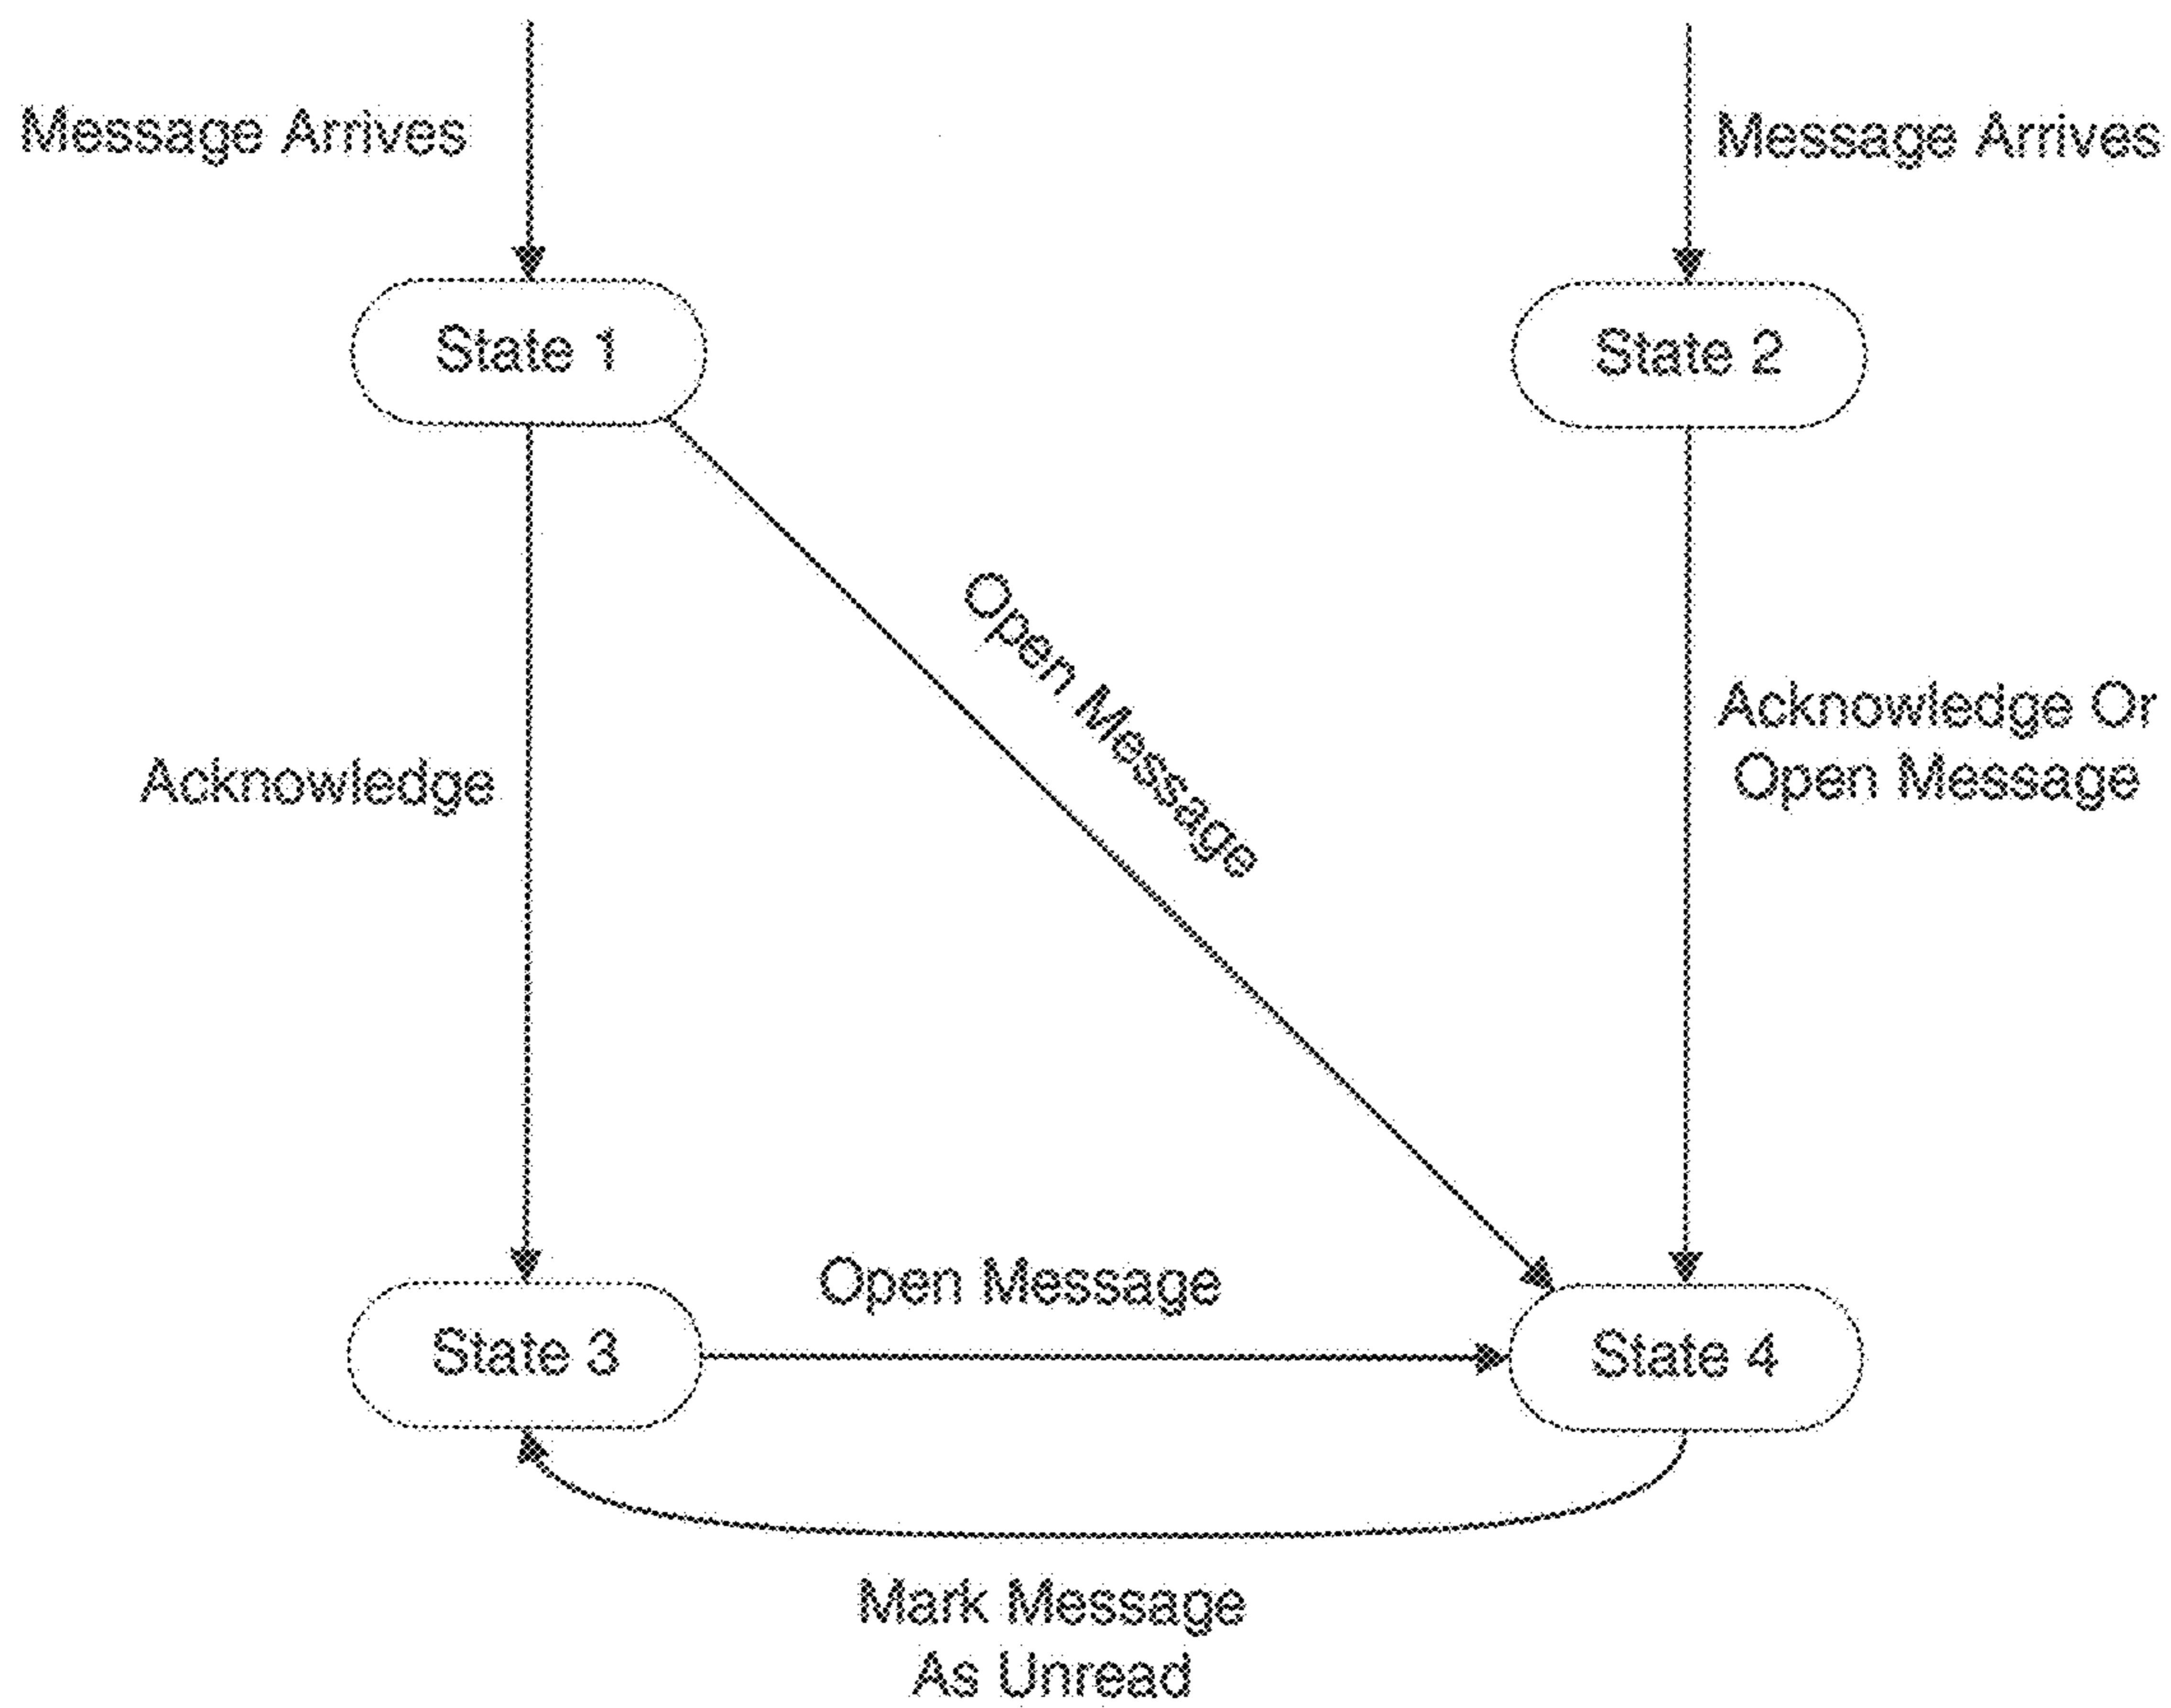 Message Arrives
Message Arrives
State 1
State 2
Open Message
Acknowledge Or
Open Message
Acknowledge
Open Message
State 3
State 4
Mark Message
As Unread